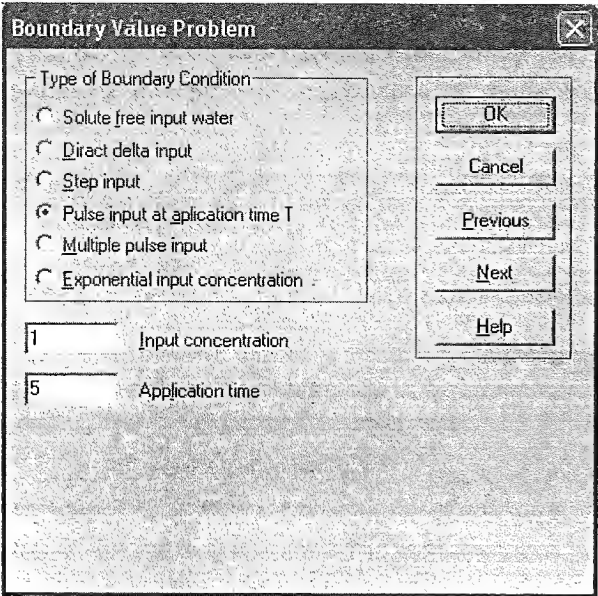 Boundary Value Problem
Type of Boundary Condition
Solute free input water
Diract delta input
Step input
Pulse input at aplication time T
Multiple pulse input
Exponential input concentration
1 Input concentration
5 Application time
OK
Cancel
Previous
Next
Help